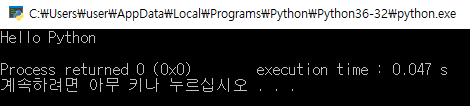 C:₩Users₩user₩AppData₩Local₩Programs₩Python₩Python36-32₩python.exe
Hello Python
Process returned 0 (0x0)        execution time : 0.047 s
계속하려면 아무 키나 누르십시오 . . .